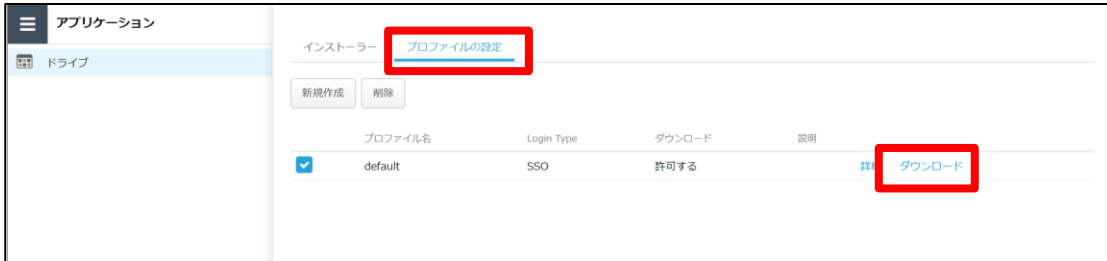 アプリケーション
ドライブ
インストーラー プロファイルの設定
新規作成 削除
プロファイル名 Login Type ダウンロード 説明
default SSO 許可する 詳細 ダウンロード